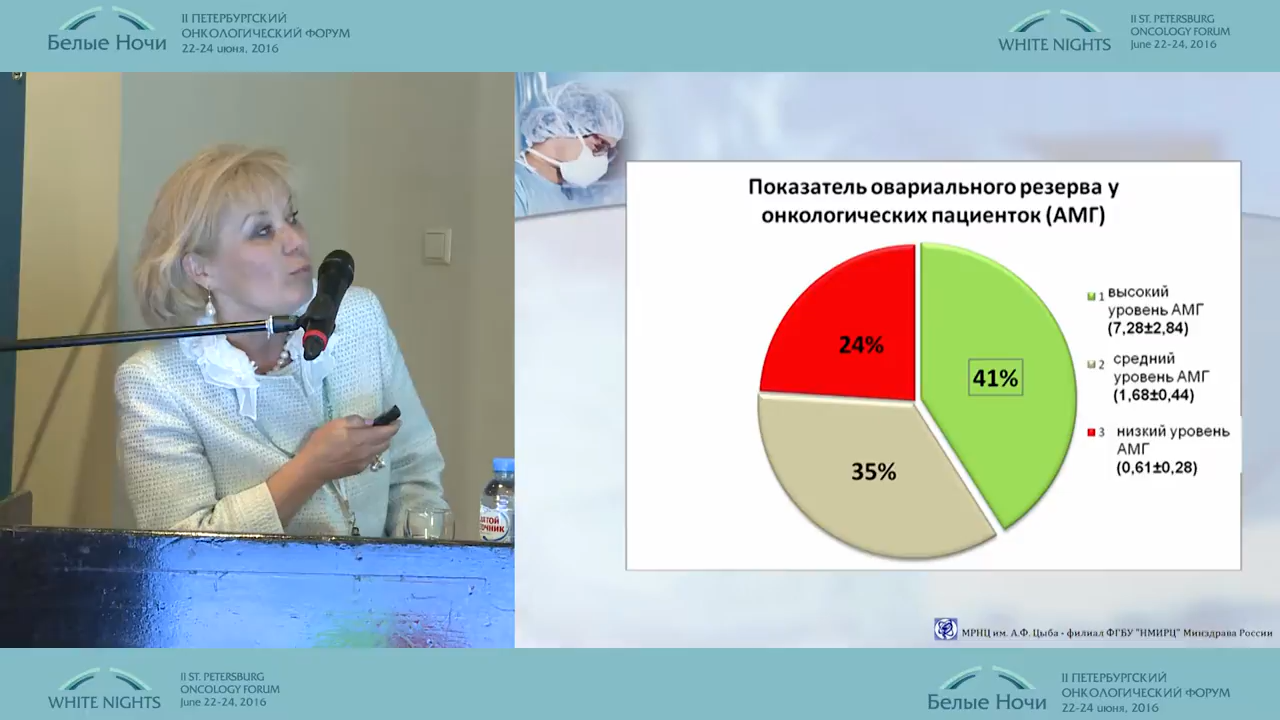 Белые Ночи
II ПЕТЕРБУРГСКИЙ
ОНКОЛОГИЧЕСКИЙ ФОРУМ
22-24 июня, 2016
WHITE NIGHTS
II ST. PETERSBURG
ONCOLOGY FORUM
June 22-24, 2016
Показатель овариального резерва у
онкологических пациенток (АМГ)
24%
41%
35%
1 высокий
уровень АМГ
(7,28±2,84)
2 средний
уровень АМГ
(1,68±0,44)
3 низкий уровень
АМГ
(0,61±0,28)
МРНЦ им. А.Ф. Цыба - филиал ФГБУ "НМИРЦ" Минздрава России
WHITE NIGHTS
II ST. PETERSBURG
ONCOLOGY FORUM
June 22-24, 2016
Белые Ночи
II ПЕТЕРБУРГСКИЙ
ОНКОЛОГИЧЕСКИЙ ФОРУМ
22-24 июня, 2016